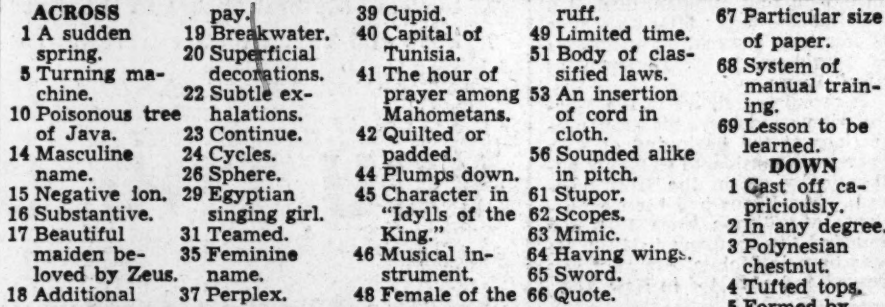 ACROSS
1 A sudden
spring.
5 Turning ma-
chine.
10 Poisonous tree
of Java.
14 Masculine
name.
15 Negative ion.
16 Substantive.
17 Beautiful
maiden be-
loved by Zeus.
18 Additional
pay.
19 Breakwater.
20 Superficial
decorations.
22 Subtle ex-
halations.
23 Continue.
24 Cycles.
26 Sphere.
29 Egyptian
singing girl.
31 Teamed.
35 Feminine
name.
37 Perplex.
39 Cupid.
40 Capital of
Tunisia.
41 The hour of
prayer among
Mahometans.
42 Quilted or
padded.
44 Plumps down.
45 Character in
"Idylls of the
King."
46 Musical in-
strument.
48 Female of the
ruff.
49 Limited time.
51 Body of clas-
sified laws.
53 An insertion
of cord in
cloth.
56 Sounded alike
in pitch.
61 Stupor.
62 Scopes.
63 Mimic.
64 Having wings.
65 Sword.
66 Quote.
67 Particular size
of paper.
68 System of
manual train-
ing.
69 Lesson to be
learned.
DOWN
1 Cast off ca-
priciously.
2 In any degree.
3 Polynesian
chestnut.
4 Tufted tops.
5 Formed by